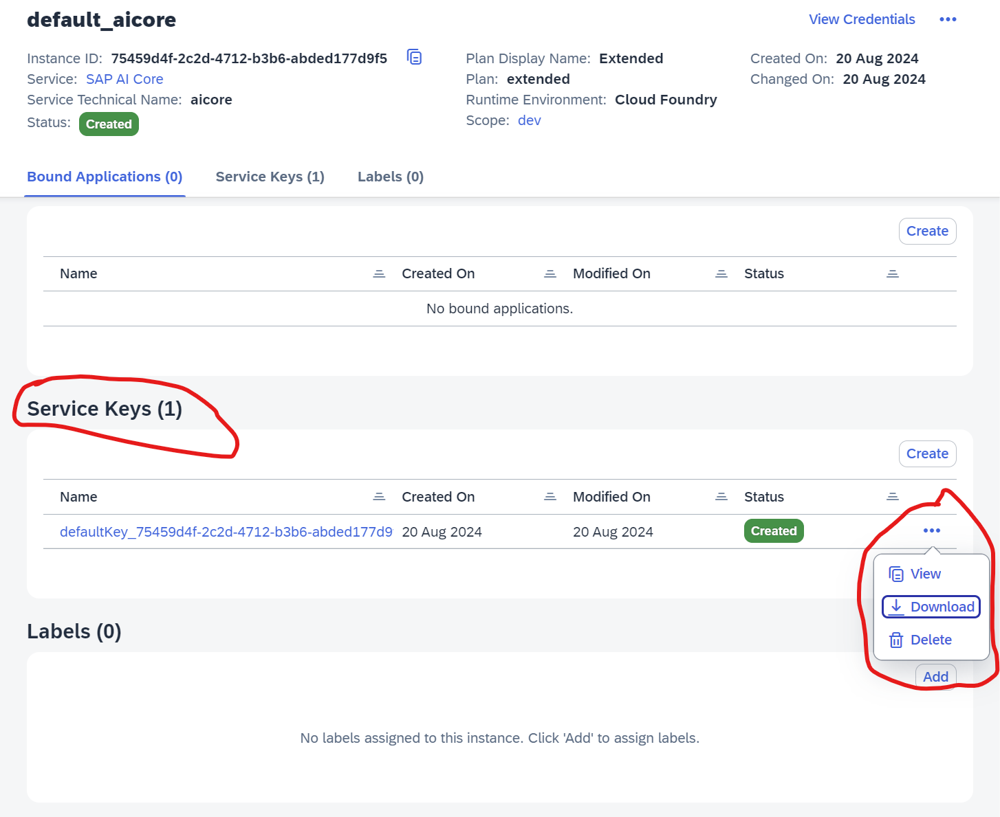 default_aicore
View Credentials
Instance ID: 75459d4f-2c2d-4712-b3b6-abded177d9f5
Service: SAP AI Core
Service Technical Name: aicore
Status: Created
Plan Display Name: Extended
Plan: extended
Runtime Environment: Cloud Foundry
Scope: dev
Created On: 20 Aug 2024
Changed On: 20 Aug 2024
Bound Applications (0) Service Keys (1) Labels (0)
Create
Name Created On Modified On Status
No bound applications.
Service Keys (1)
Create
Name Created On Modified On Status
defaultKey_75459d4f-2c2d-4712-b3b6-abded177d9 20 Aug 2024 20 Aug 2024 Created
View
Download
Delete
Labels (0)
Add
No labels assigned to this instance. Click 'Add' to assign labels.